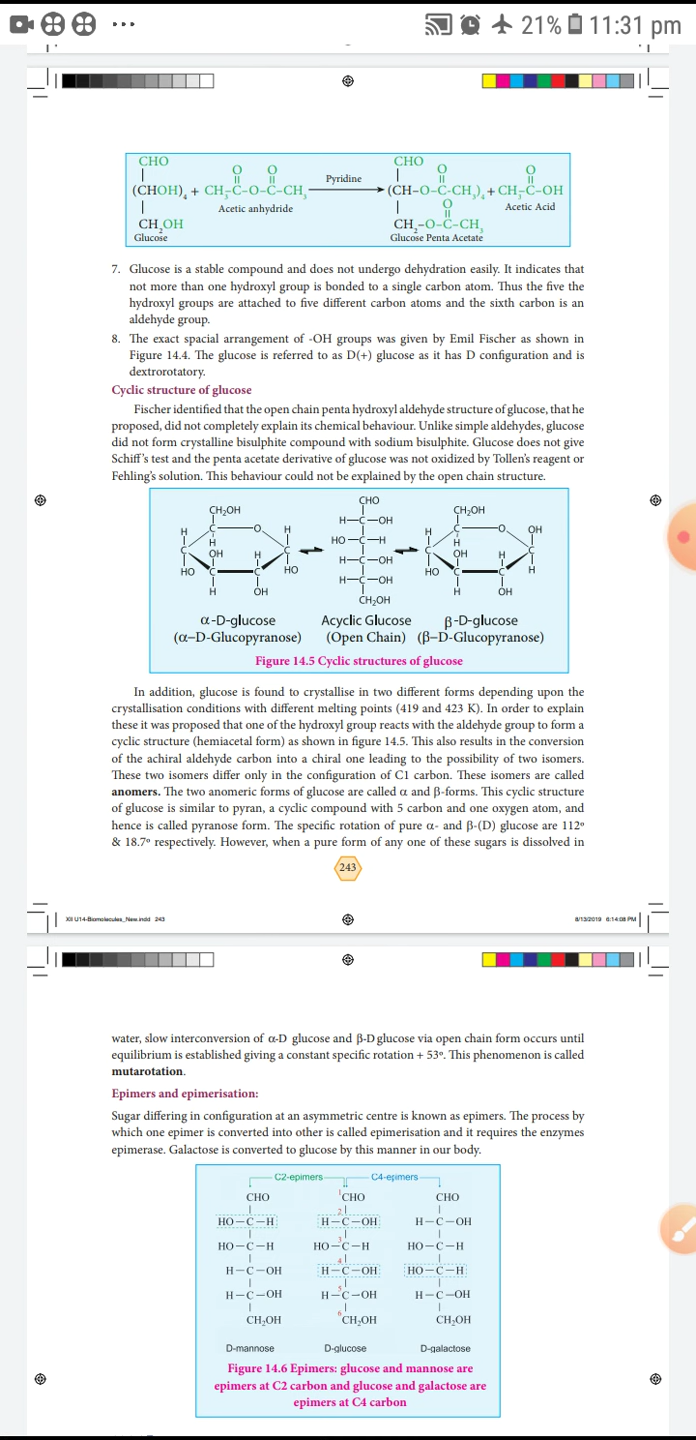 21% 11:31 pm
CHO
CHO
O O
O
O
(CHOH)₄ + CH₃-C-O-C-CH₃
Pyridine
(CH-O-C-CH₃)₄ + CH₃-C-OH
Acetic anhydride
O
Acetic Acid
CH₂OH
CH₂-O-C-CH₃
Glucose
Glucose Penta Acetate
7. Glucose is a stable compound and does not undergo dehydration easily. It indicates that
not more than one hydroxyl group is bonded to a single carbon atom. Thus the five the
hydroxyl groups are attached to five different carbon atoms and the sixth carbon is an
aldehyde group.
8. The exact spacial arrangement of -OH groups was given by Emil Fischer as shown in
Figure 14.4. The glucose is referred to as D(+) glucose as it has D configuration and is
dextrorotatory.
Cyclic structure of glucose
Fischer identified that the open chain penta hydroxyl aldehyde structure of glucose, that he
proposed, did not completely explain its chemical behaviour. Unlike simple aldehydes, glucose
did not form crystalline bisulphite compound with sodium bisulphite. Glucose does not give
Schiff's test and the penta acetate derivative of glucose was not oxidized by Tollen's reagent or
Fehling's solution. This behaviour could not be explained by the open chain structure.
CHO
CH₂OH
CH₂OH
H-C-OH
H C O H
H C O OH
HO-C-H
H
H
C OH H C
H-C-OH
C OH H C
HO C C HO
HO C C H
H-C-OH
H OH
H OH
CH₂OH
α-D-glucose Acyclic Glucose β-D-glucose
(α–D-Glucopyranose) (Open Chain) (β–D-Glucopyranose)
Figure 14.5 Cyclic structures of glucose
In addition, glucose is found to crystallise in two different forms depending upon the
crystallisation conditions with different melting points (419 and 423 K). In order to explain
these it was proposed that one of the hydroxyl group reacts with the aldehyde group to form a
cyclic structure (hemiacetal form) as shown in figure 14.5. This also results in the conversion
of the achiral aldehyde carbon into a chiral one leading to the possibility of two isomers.
These two isomers differ only in the configuration of C1 carbon. These isomers are called
anomers. The two anomeric forms of glucose are called α and β-forms. This cyclic structure
of glucose is similar to pyran, a cyclic compound with 5 carbon and one oxygen atom, and
hence is called pyranose form. The specific rotation of pure α- and β-(D) glucose are 112º
& 18.7º respectively. However, when a pure form of any one of these sugars is dissolved in
243
XII U14-Biomolecules_New.indd 243
8/13/2019 6:14:08 PM
water, slow interconversion of α-D glucose and β-D glucose via open chain form occurs until
equilibrium is established giving a constant specific rotation + 53º. This phenomenon is called
mutarotation.
Epimers and epimerisation:
Sugar differing in configuration at an asymmetric centre is known as epimers. The process by
which one epimer is converted into other is called epimerisation and it requires the enzymes
epimerase. Galactose is converted to glucose by this manner in our body.
C2-epimers C4-epimers
CHO ¹CHO CHO
HO-C-H H-²C-OH H-C-OH
HO-C-H HO-³C-H HO-C-H
H-C-OH H-⁴C-OH HO-C-H
H-C-OH H-⁵C-OH H-C-OH
CH₂OH ⁶CH₂OH CH₂OH
D-mannose D-glucose D-galactose
Figure 14.6 Epimers: glucose and mannose are
epimers at C2 carbon and glucose and galactose are
epimers at C4 carbon